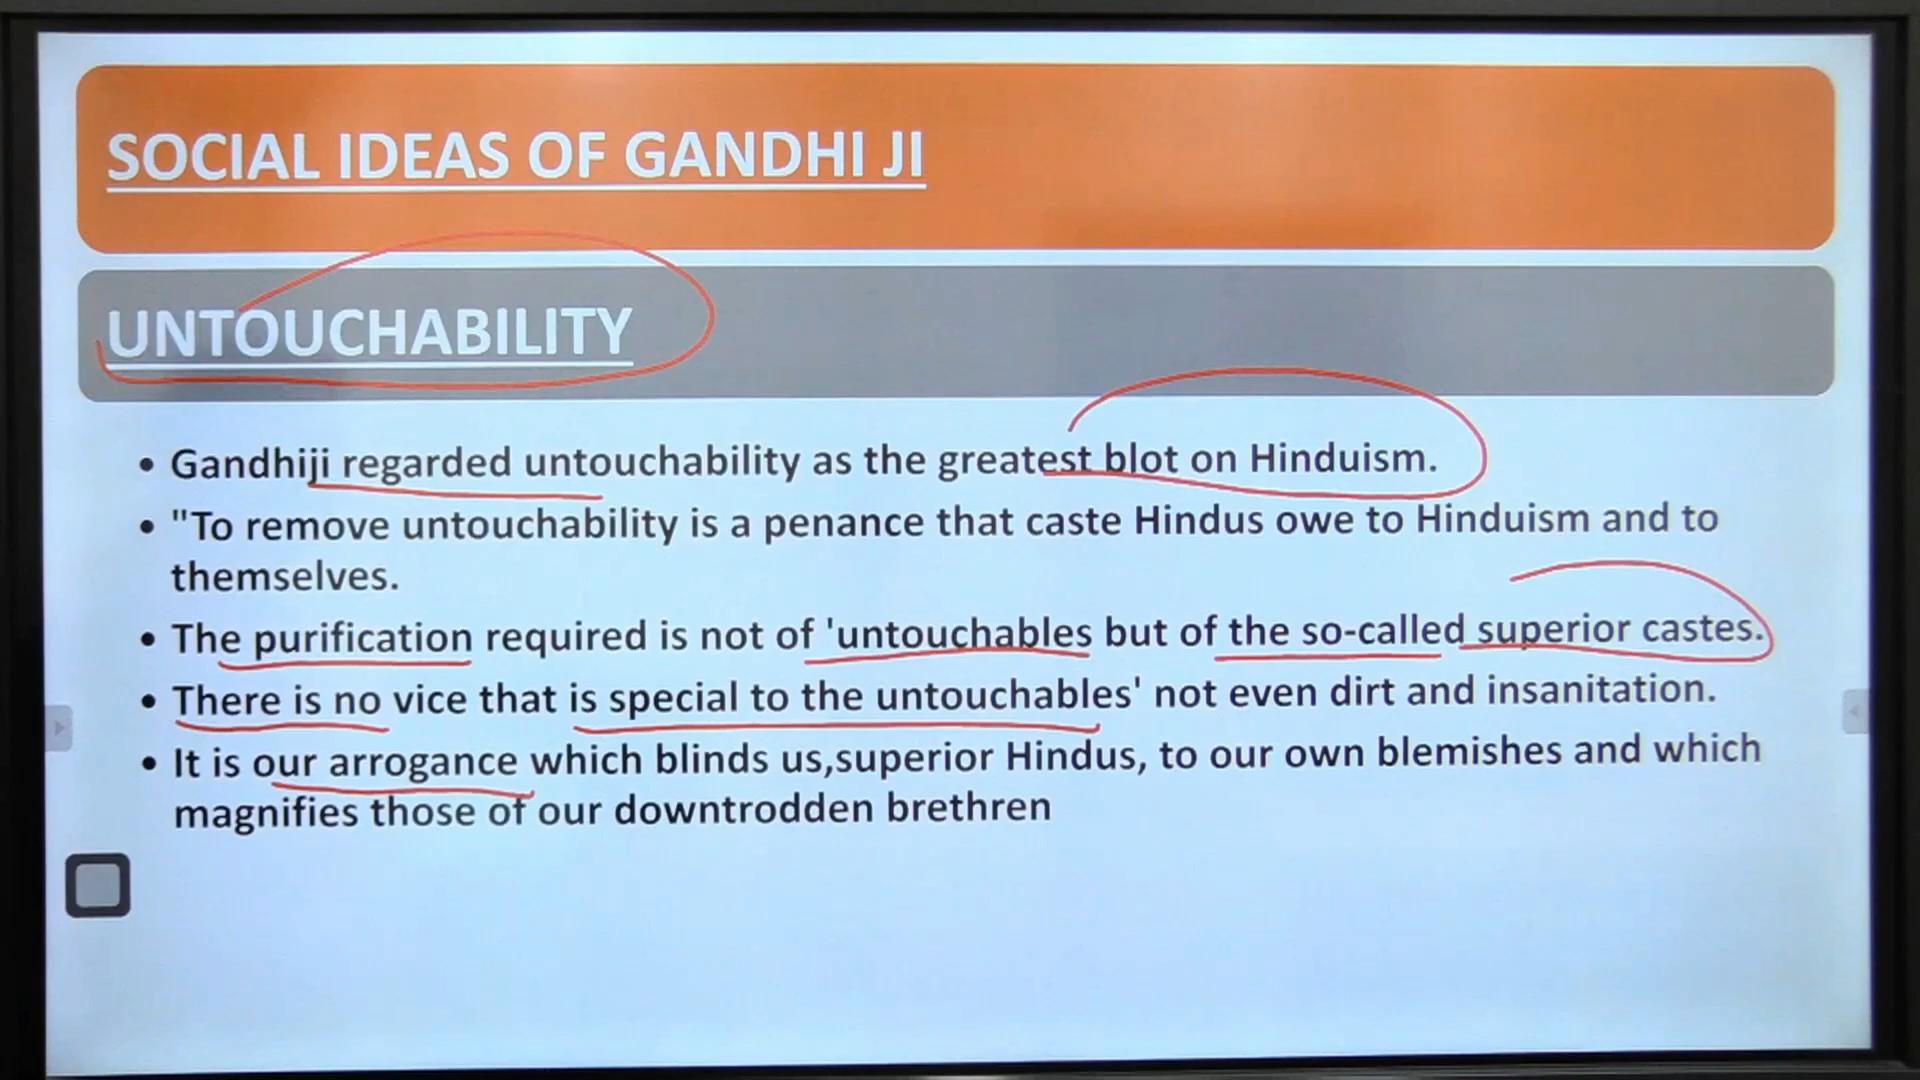 SOCIAL IDEAS OF GANDHI JI
UNTOUCHABILITY
• Gandhiji regarded untouchability as the greatest blot on Hinduism.
• "To remove untouchability is a penance that caste Hindus owe to Hinduism and to
themselves.
• The purification required is not of 'untouchables but of the so-called superior castes.
• There is no vice that is special to the untouchables' not even dirt and insanitation.
• It is our arrogance which blinds us,superior Hindus, to our own blemishes and which
magnifies those of our downtrodden brethren